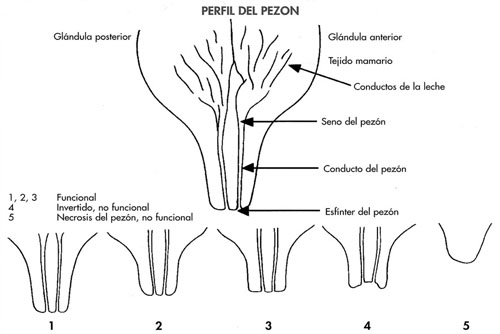 PERFIL DEL PEZON
Glándula posterior
Glándula anterior
Tejido mamario
Conductos de la leche
Seno del pezón
Conducto del pezón
Esfínter del pezón
1, 2, 3 Funcional
4 Invertido, no funcional
5 Necrosis del pezón, no funcional
1 2 3 4 5